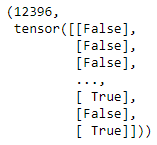 (12396,
tensor([[False],
[False],
[False],
...,
[ True],
[False],
[ True]]))